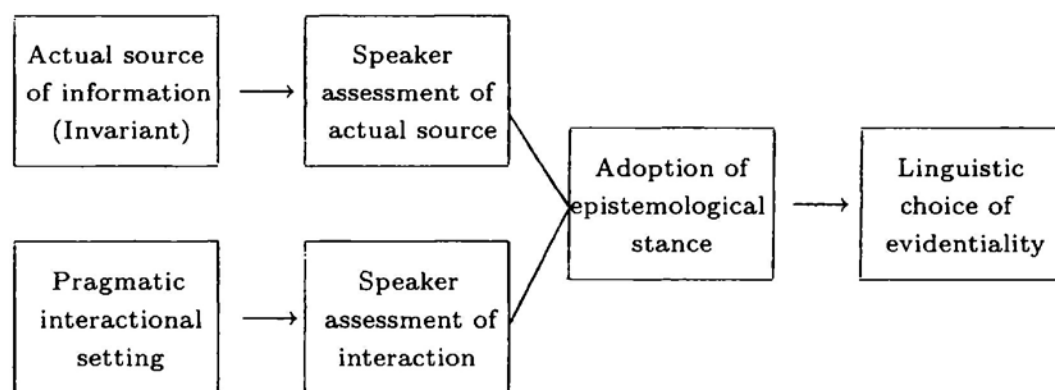 Actual source
of information
(Invariant)
Speaker
assessment of
actual source
Adoption of
epistemological
stance
Linguistic
choice of
evidentiality
Pragmatic
interactional
setting
Speaker
assessment of
interaction